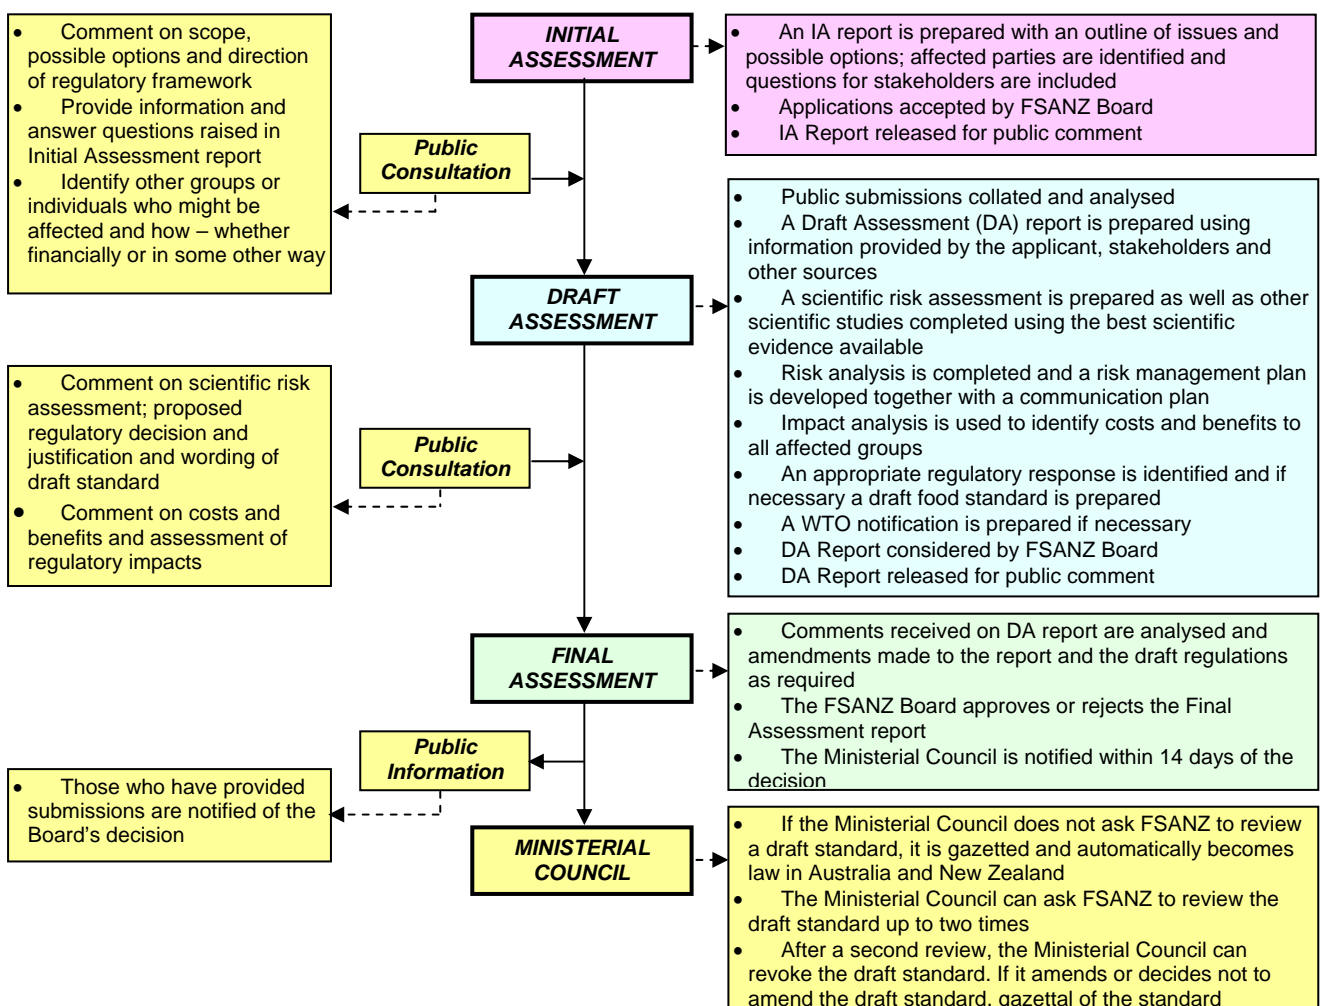 • Comment on scope,
possible options and direction
of regulatory framework
• Provide information and
answer questions raised in
Initial Assessment report
• Identify other groups or
individuals who might be
affected and how – whether
financially or in some other way
INITIAL
ASSESSMENT
• An IA report is prepared with an outline of issues and
possible options; affected parties are identified and
questions for stakeholders are included
• Applications accepted by FSANZ Board
• IA Report released for public comment
Public
Consultation
DRAFT
ASSESSMENT
• Public submissions collated and analysed
• A Draft Assessment (DA) report is prepared using
information provided by the applicant, stakeholders and
other sources
• A scientific risk assessment is prepared as well as other
scientific studies completed using the best scientific
evidence available
• Risk analysis is completed and a risk management plan
is developed together with a communication plan
• Impact analysis is used to identify costs and benefits to
all affected groups
• An appropriate regulatory response is identified and if
necessary a draft food standard is prepared
• A WTO notification is prepared if necessary
• DA Report considered by FSANZ Board
• DA Report released for public comment
• Comment on scientific risk
assessment; proposed
regulatory decision and
justification and wording of
draft standard
• Comment on costs and
benefits and assessment of
regulatory impacts
Public
Consultation
FINAL
ASSESSMENT
• Comments received on DA report are analysed and
amendments made to the report and the draft regulations
as required
• The FSANZ Board approves or rejects the Final
Assessment report
• The Ministerial Council is notified within 14 days of the
decision
Public
Information
• Those who have provided
submissions are notified of the
Board's decision
MINISTERIAL
COUNCIL
• If the Ministerial Council does not ask FSANZ to review
a draft standard, it is gazetted and automatically becomes
law in Australia and New Zealand
• The Ministerial Council can ask FSANZ to review the
draft standard up to two times
• After a second review, the Ministerial Council can
revoke the draft standard. If it amends or decides not to
amend the draft standard, gazettal of the standard